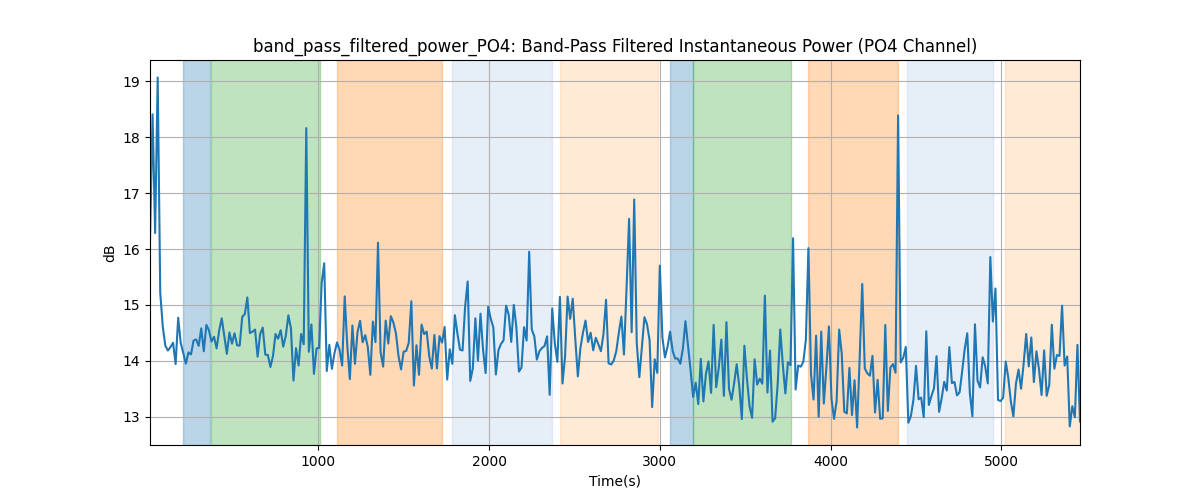 band_pass_filtered_power_PO4: Band-Pass Filtered Instantaneous Power (PO4 Channel)
19
18
17
16
15
14
13
dB
1000 2000 3000 4000 5000
Time(s)